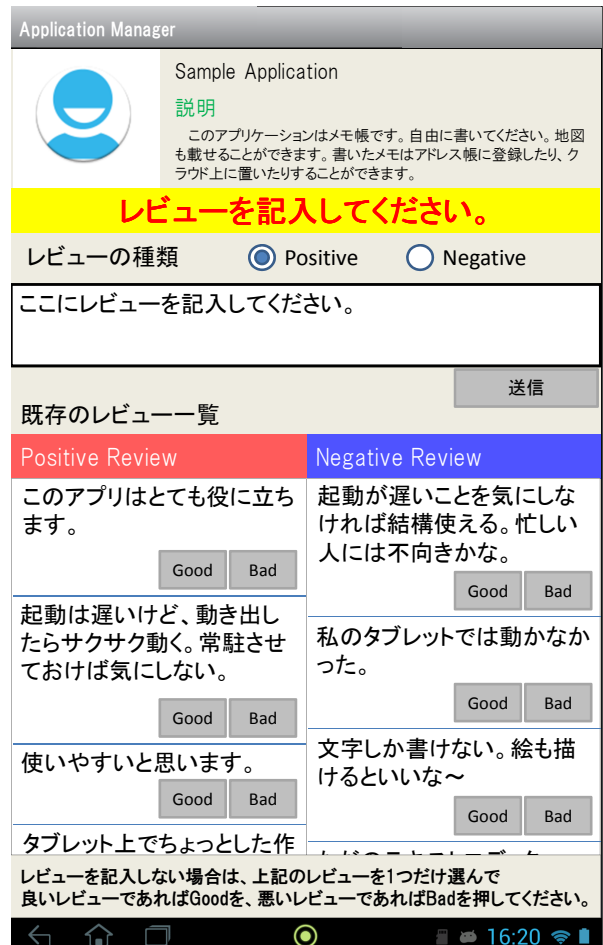 Application Manager
Sample Application
説明
このアプリケーションはメモ帳です。自由に書いてください。地図
も載せることができます。書いたメモはアドレス帳に登録したり、ク
ラウド上に置いたりすることができます。
レビューを記入してください。
レビューの種類 Positive Negative
ここにレビューを記入してください。
送信
既存のレビュー一覧
Positive Review
このアプリはとても役に立ち
ます。
Good Bad
起動は遅いけど、動き出し
たらサクサク動く。常駐させ
ておけば気にしない。
Good Bad
使いやすいと思います。
Good Bad
タブレット上でちょっとした作
Negative Review
起動が遅いことを気にしな
ければ結構使える。忙しい
人には不向きかな。
Good Bad
私のタブレットでは動かなか
った。
Good Bad
文字しか書けない。絵も描
けるといいな～
Good Bad
レビューを記入しない場合は、上記のレビューを1つだけ選んで
良いレビューであればGoodを、悪いレビューであればBadを押してください。
16:20